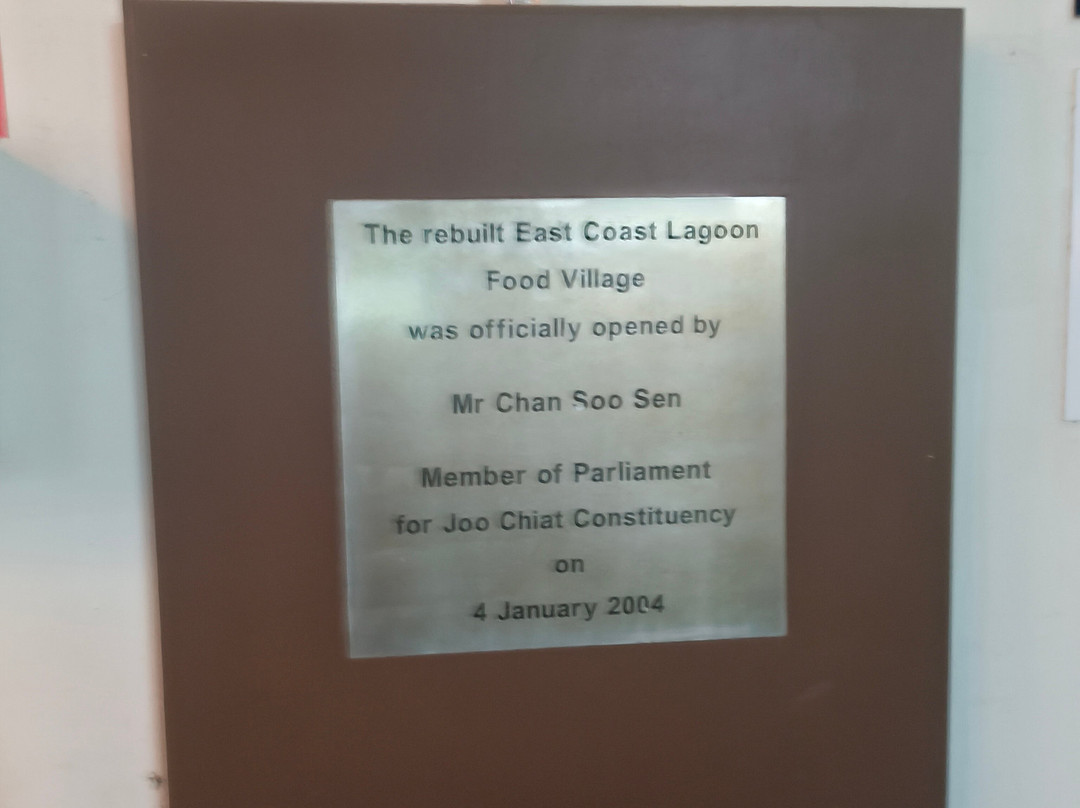 The rebuilt East Coast Lagoon
Food Village
was officially opened by
Mr Chan Soo Sen
Member of Parliament
for Joo Chiat Constituency
on
4 January 2004